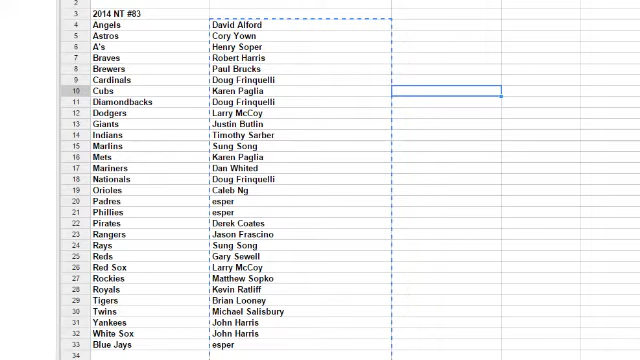 2
3 2014 NT #83
4 Angels David Alford
5 Astros Cory Yown
6 A's Henry Soper
7 Braves Robert Harris
8 Brewers Paul Brucks
9 Cardinals Doug Frinquelli
10 Cubs Karen Paglia
11 Diamondbacks Doug Frinquelli
12 Dodgers Larry McCoy
13 Giants Justin Butlin
14 Indians Timothy Sarber
15 Marlins Sung Song
16 Mets Karen Paglia
17 Mariners Dan Whited
18 Nationals Doug Frinquelli
19 Orioles Caleb Ng
20 Padres esper
21 Phillies esper
22 Pirates Derek Coates
23 Rangers Jason Frascino
24 Rays Sung Song
25 Reds Gary Sewell
26 Red Sox Larry McCoy
27 Rockies Matthew Sopko
28 Royals Kevin Ratliff
29 Tigers Brian Looney
30 Twins Michael Salisbury
31 Yankees John Harris
32 White Sox John Harris
33 Blue Jays esper
34